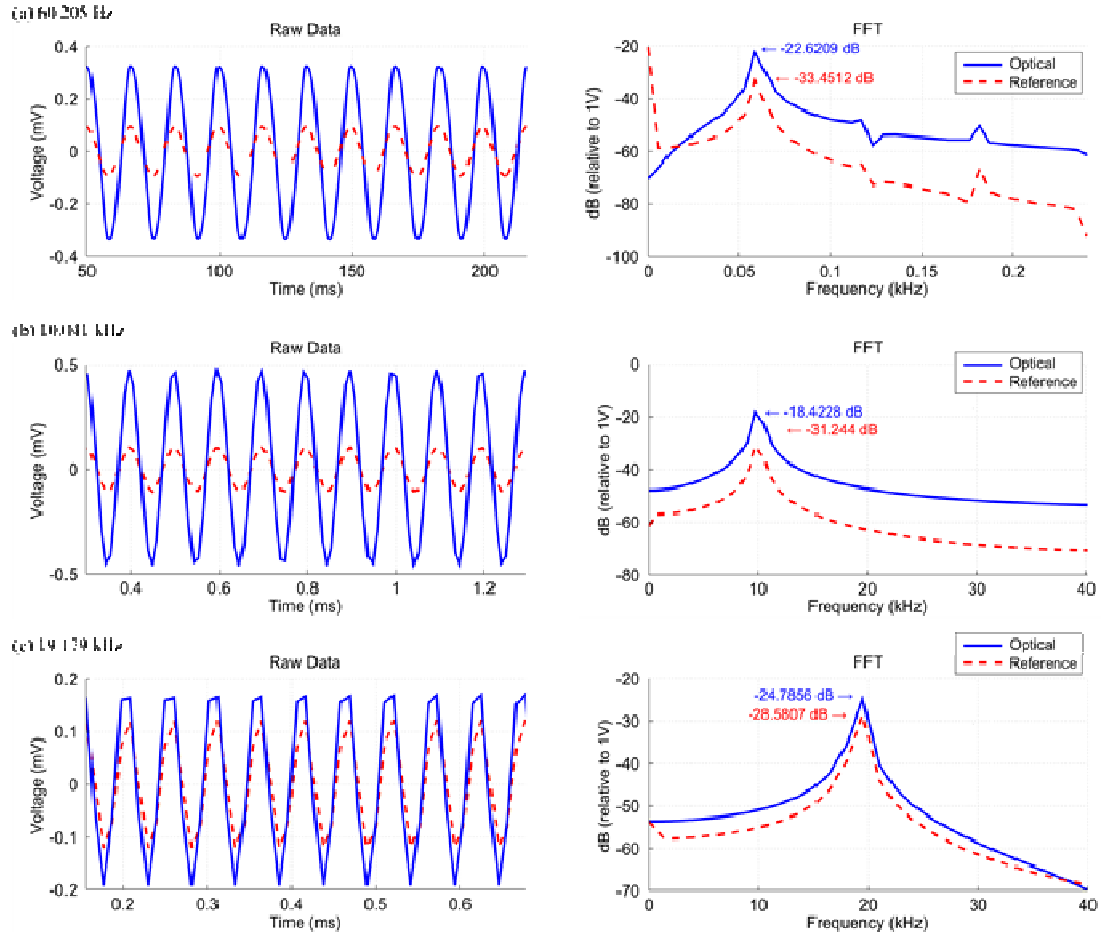 (a) 60.205 Hz
Raw Data
Voltage (mV)
0.4
0.2
0
-0.2
-0.4
50
100
150
200
Time (ms)
FFT
dB (relative to 1V)
-20
-40
-60
-80
-100
← -22.6209 dB
← -33.4512 dB
Optical
Reference
0
0.05
0.1
0.15
0.2
Frequency (kHz)
(b) 10.081 kHz
Raw Data
Voltage (mV)
0.5
0
-0.5
0.4
0.6
0.8
1
1.2
Time (ms)
FFT
dB (relative to 1V)
0
-20
-40
-60
-80
← -18.4228 dB
← -31.244 dB
Optical
Reference
0
10
20
30
40
Frequency (kHz)
(c) 19.179 kHz
Raw Data
Voltage (mV)
0.2
0.1
0
-0.1
-0.2
0.2
0.3
0.4
0.5
0.6
Time (ms)
FFT
dB (relative to 1V)
-20
-30
-40
-50
-60
-70
-24.7856 dB →
-28.5807 dB →
Optical
Reference
0
10
20
30
40
Frequency (kHz)